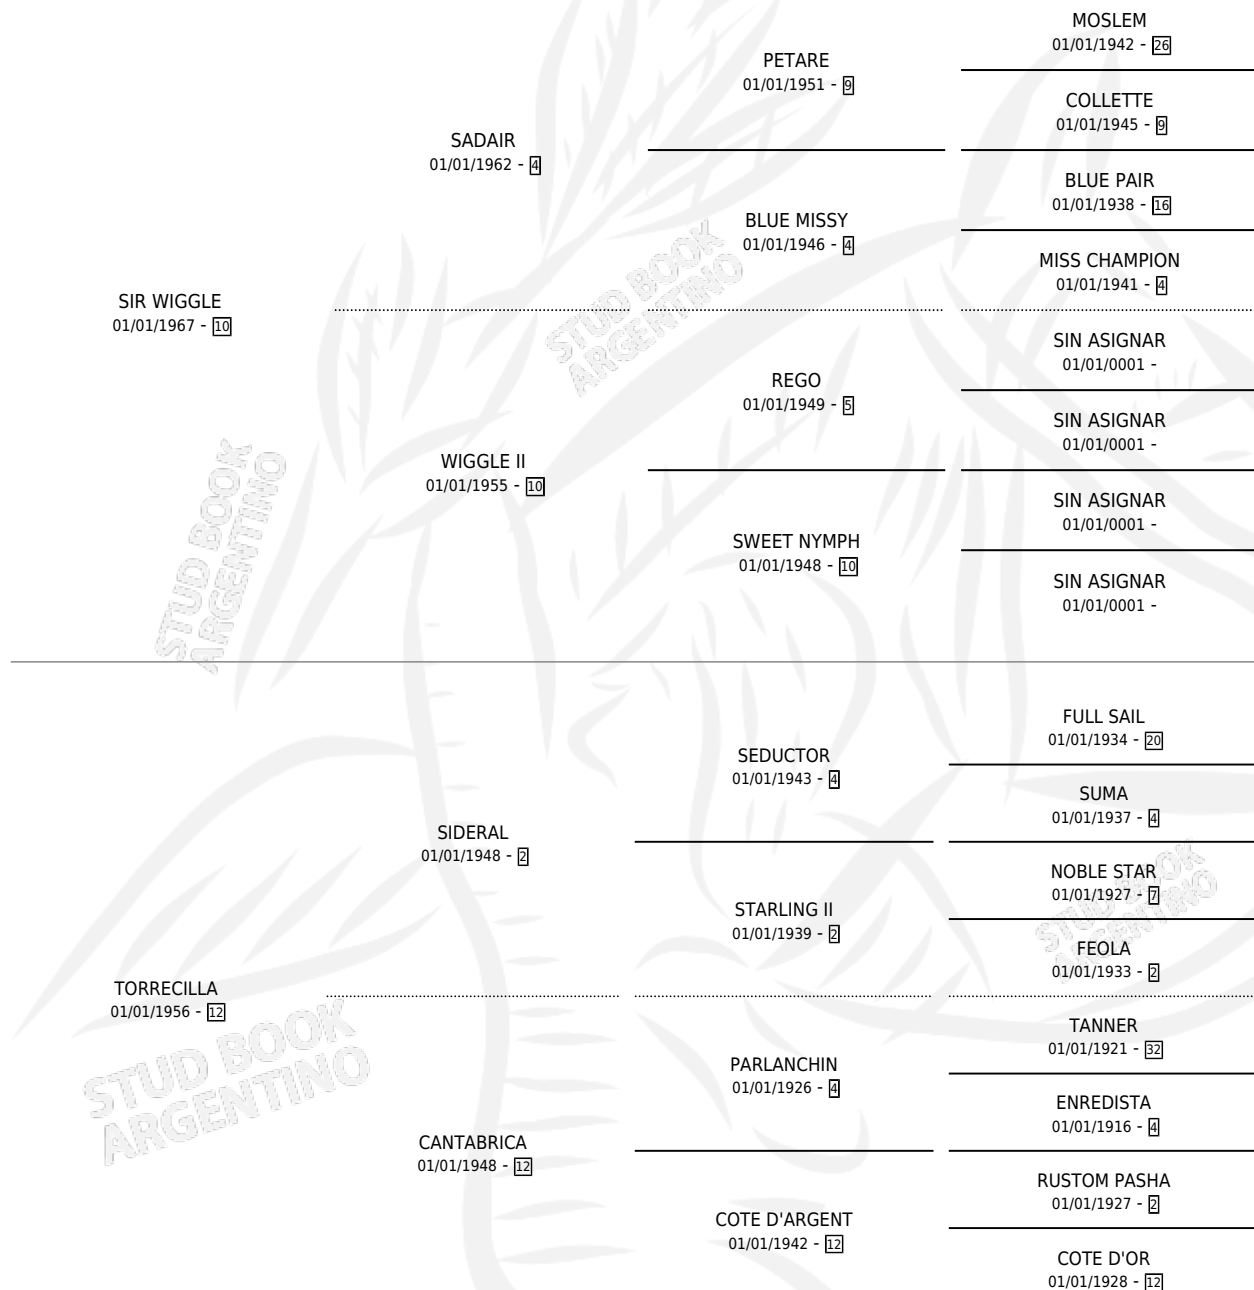 MOSLEM
01/01/1942 - 26
PETARE
01/01/1951 - 9
COLLETTE
01/01/1945 - 9
SADAIR
01/01/1962 - 4
BLUE PAIR
01/01/1938 - 16
BLUE MISSY
01/01/1946 - 4
MISS CHAMPION
01/01/1941 - 4
SIR WIGGLE
01/01/1967 - 10
SIN ASIGNAR
01/01/0001 -
REGO
01/01/1949 - 5
SIN ASIGNAR
01/01/0001 -
WIGGLE II
01/01/1955 - 10
SIN ASIGNAR
01/01/0001 -
SWEET NYMPH
01/01/1948 - 10
SIN ASIGNAR
01/01/0001 -
STUD BOOK
ARGENTINO
STUD BOOK
ARGENTINO
FULL SAIL
01/01/1934 - 20
SEDUCTOR
01/01/1943 - 4
SUMA
01/01/1937 - 4
SIDERAL
01/01/1948 - 2
NOBLE STAR
01/01/1927 - 7
STARLING II
01/01/1939 - 2
FEOLA
01/01/1933 - 2
TORRECILLA
01/01/1956 - 12
TANNER
01/01/1921 - 32
PARLANCHIN
01/01/1926 - 4
ENREDISTA
01/01/1916 - 4
CANTABRICA
01/01/1948 - 12
RUSTOM PASHA
01/01/1927 - 2
COTE D'ARGENT
01/01/1942 - 12
COTE D'OR
01/01/1928 - 12
STUD BOOK
ARGENTINO
STUD BOOK
ARGENTINO